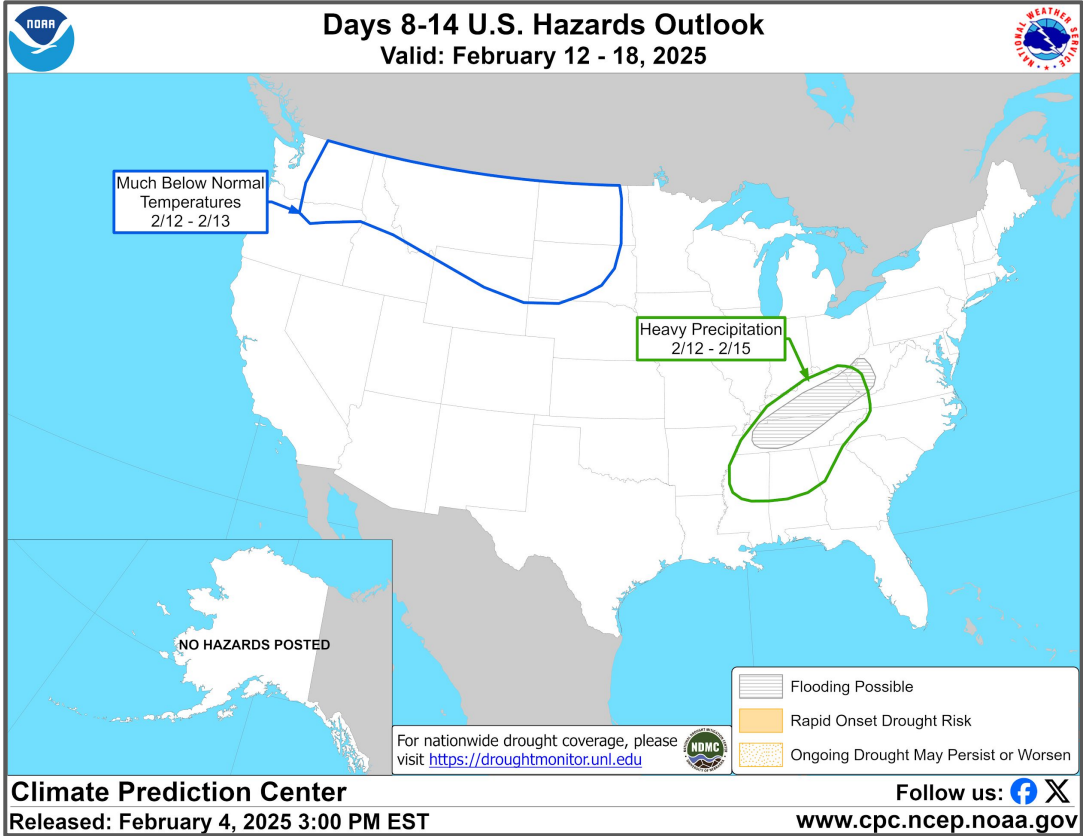 NOAA
Days 8-14 U.S. Hazards Outlook
Valid: February 12 - 18, 2025
NATIONAL WEATHER SERVICE
Much Below Normal
Temperatures
2/12 - 2/13
Heavy Precipitation
2/12 - 2/15
NO HAZARDS POSTED
For nationwide drought coverage, please
visit https://droughtmonitor.unl.edu
NDMC
Flooding Possible
Rapid Onset Drought Risk
Ongoing Drought May Persist or Worsen
Climate Prediction Center
Follow us:
Released: February 4, 2025 3:00 PM EST
www.cpc.ncep.noaa.gov